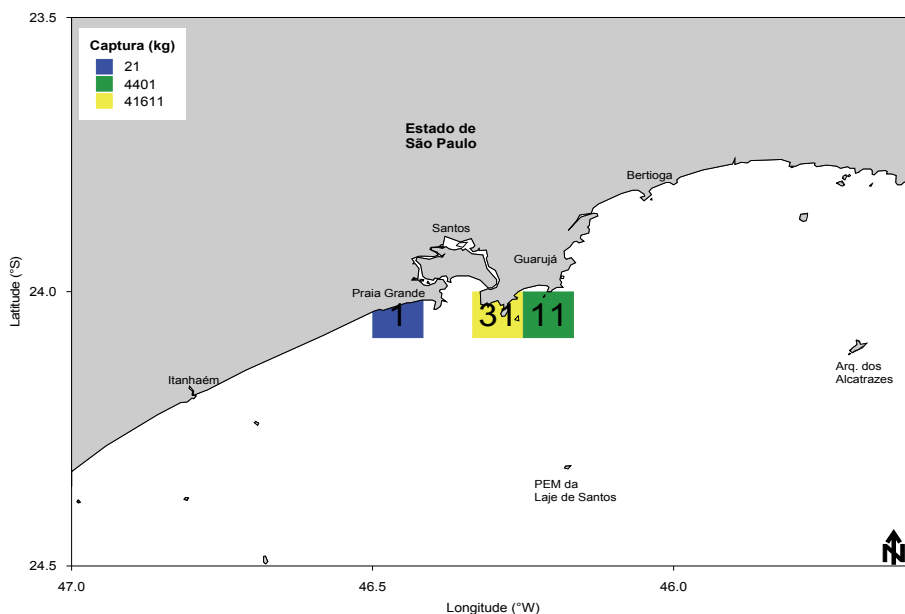 23.5
Captura (kg)
21
4401
41611
Estado de
São Paulo
Bertioga
Santos
Guarujá
Latitude (°S)
24.0
Praia Grande
1
31
11
Itanhaém
Arq. dos
Alcatrazes
PEM da
Laje de Santos
N
24.5
47.0
46.5
46.0
Longitude (°W)